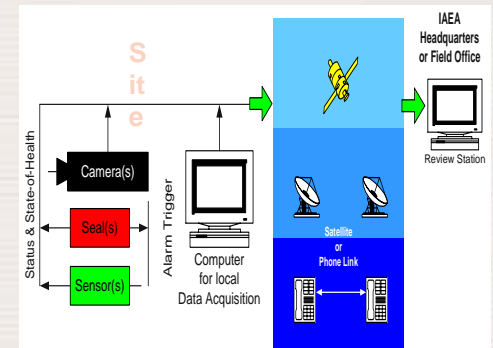 S
it
e
Status & State-of-Health
Camera(s)
Seal(s)
Sensor(s)
Alarm Trigger
Computer
for local
Data Acquisition
Satellite
or
Phone Link
IAEA
Headquarters
or Field Office
Review Station